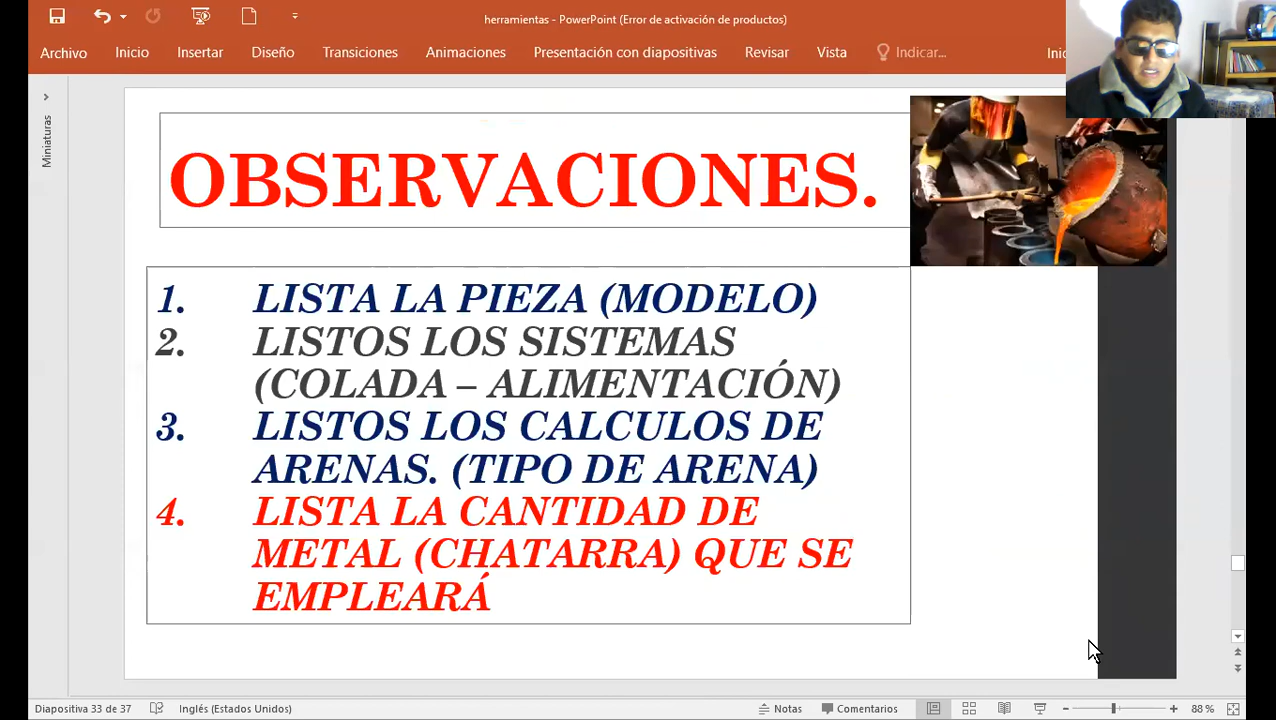 herramientas - PowerPoint (Error de activación de productos)
Archivo Inicio Insertar Diseño Transiciones Animaciones Presentación con diapositivas Revisar Vista Indicar... Inic
Miniaturas
OBSERVACIONES.
1. LISTA LA PIEZA (MODELO)
2. LISTOS LOS SISTEMAS
(COLADA – ALIMENTACIÓN)
3. LISTOS LOS CALCULOS DE
ARENAS. (TIPO DE ARENA)
4. LISTA LA CANTIDAD DE
METAL (CHATARRA) QUE SE
EMPLEARÁ
Diapositiva 33 de 37 Inglés (Estados Unidos) Notas Comentarios 88 %